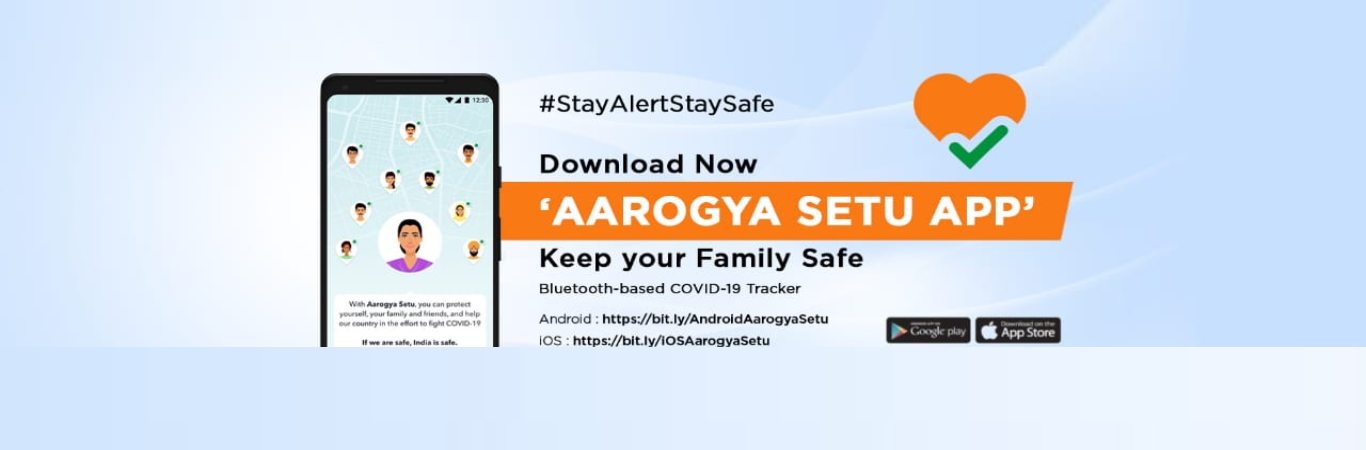 12:30
With Aarogya Setu, you can protect
yourself, your family and friends, and help
our country in the effort to fight COVID-19
If we are safe, India is safe.
#StayAlertStaySafe
Download Now
‘AAROGYA SETU APP’
Keep your Family Safe
Bluetooth-based COVID-19 Tracker
Android : https://bit.ly/AndroidAarogyaSetu
iOS : https://bit.ly/iOSAarogyaSetu
Google play
Download on the
App Store